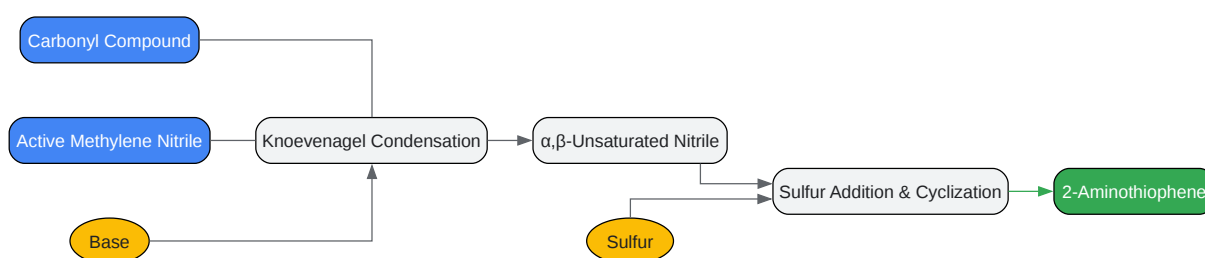 Carbonyl Compound
Active Methylene Nitrile
Knoevenagel Condensation
α,β-Unsaturated Nitrile
Sulfur Addition & Cyclization
2-Aminothiophene
Base
Sulfur